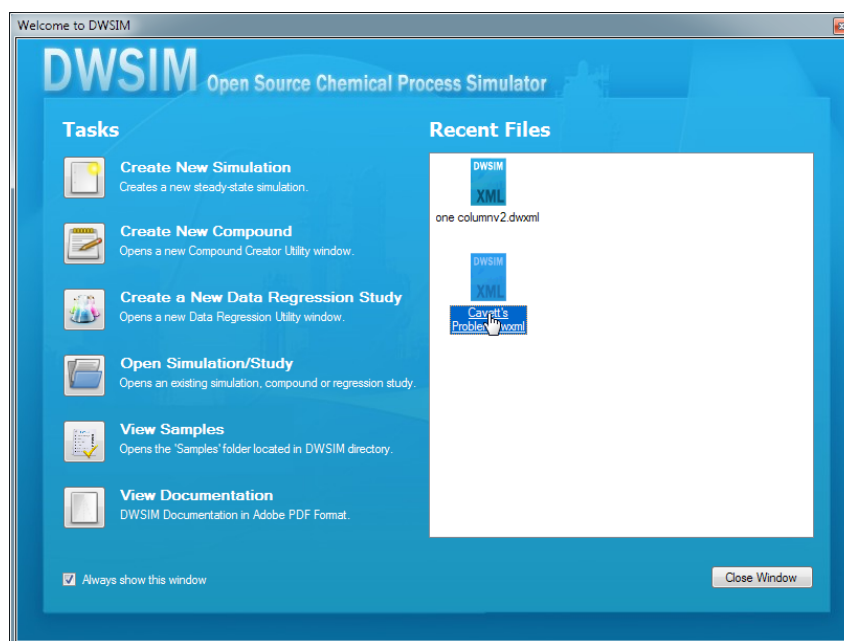 Welcome to DWSIM
DWSIM Open Source Chemical Process Simulator
Tasks
Create New Simulation
Creates a new steady-state simulation.
Create New Compound
Opens a new Compound Creator Utility window.
Create a New Data Regression Study
Opens a new Data Regression Utility window.
Open Simulation/Study
Opens an existing simulation, compound or regression study.
View Samples
Opens the 'Samples' folder located in DWSIM directory.
View Documentation
DWSIM Documentation in Adobe PDF Format.
Always show this window
Recent Files
DWSIM
XML
one columnv2.dwxml
DWSIM
XML
Cavett's
Close Window